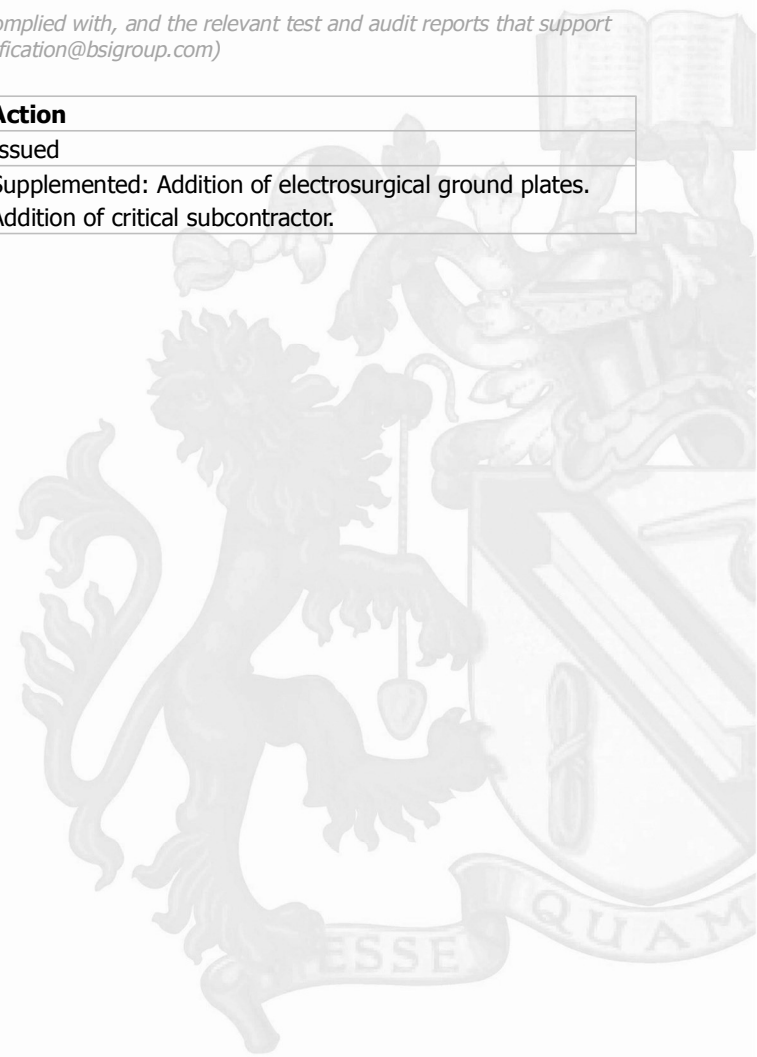 omplied with, and the relevant test and audit reports that support
fication@bsigroup.com)
Action
Issued
Supplemented: Addition of electrosurgical ground plates.
Addition of critical subcontractor.
ESSE
QUAM